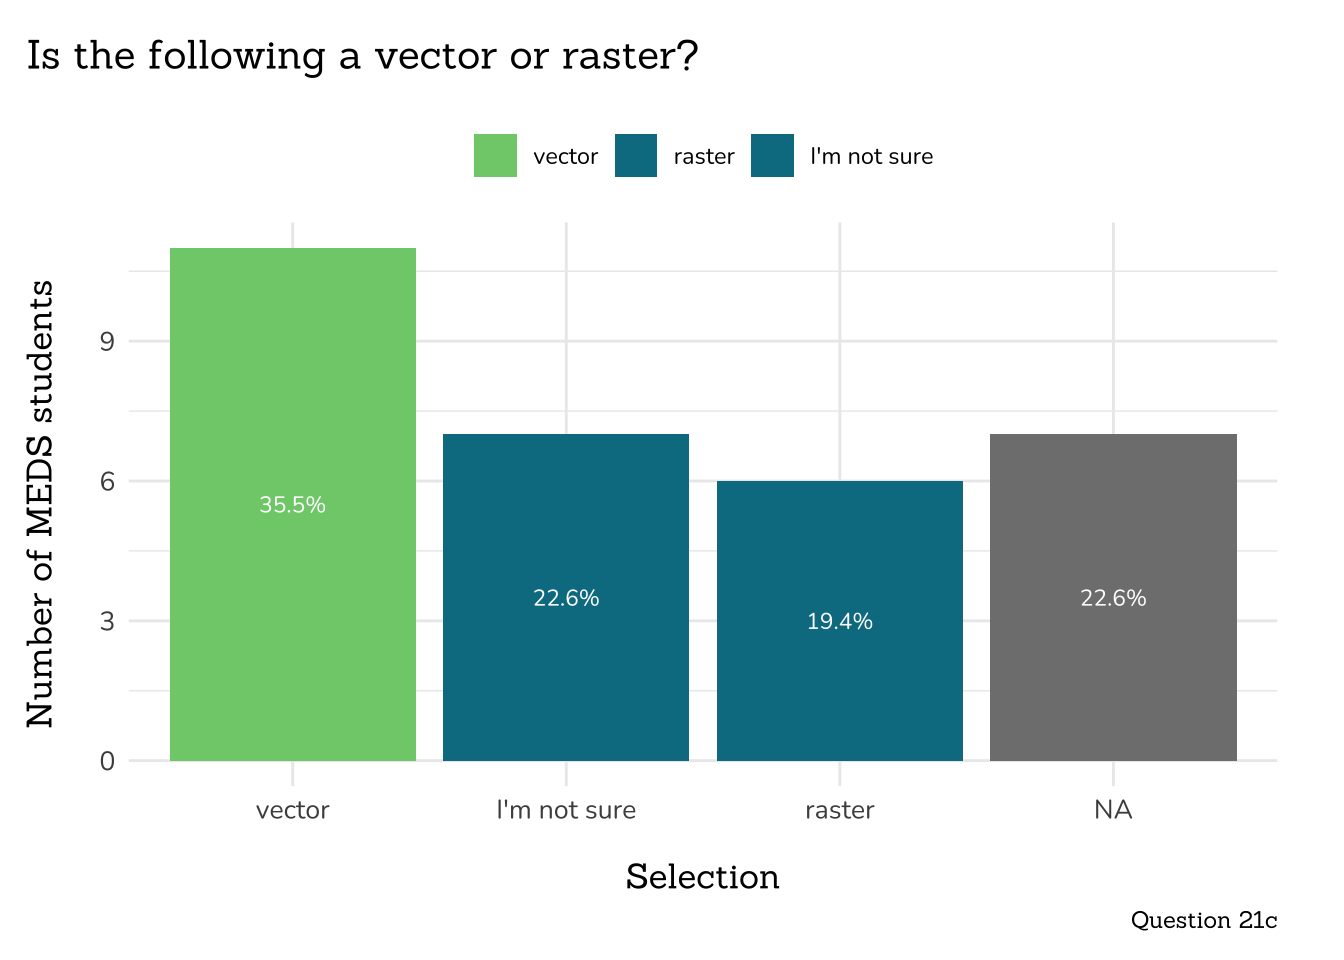 Is the following a vector or raster?
vector raster I'm not sure
Number of MEDS students
9
6
3
0
35.5%
22.6%
19.4%
22.6%
vector I'm not sure raster NA
Selection
Question 21c